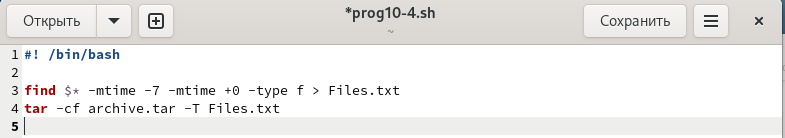 Открыть
*prog10-4.sh
~
Сохранить
1 #! /bin/bash
2
3 find $* -mtime -7 -mtime +0 -type f > Files.txt
4 tar -cf archive.tar -T Files.txt
5